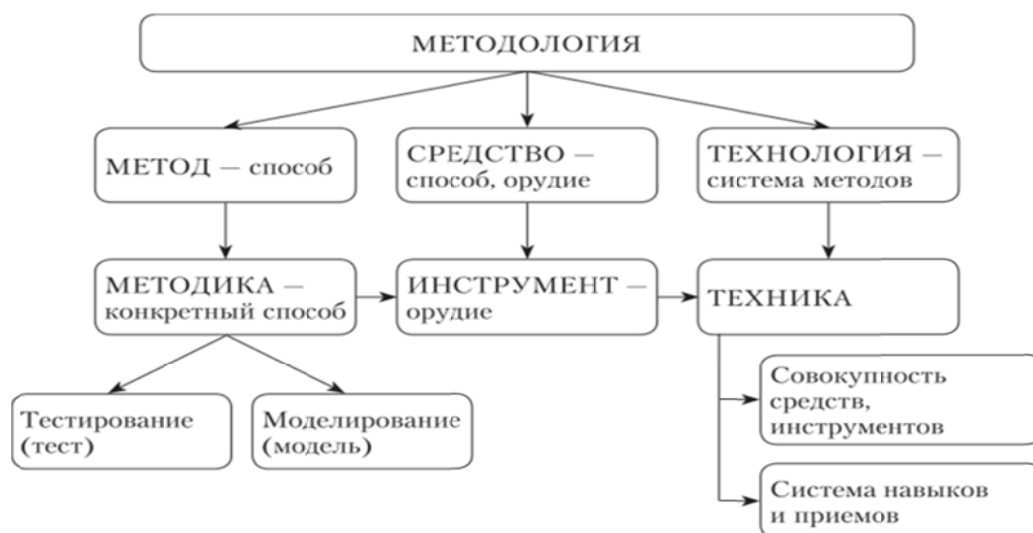 МЕТОДОЛОГИЯ
МЕТОД — способ
СРЕДСТВО —
способ, орудие
ТЕХНОЛОГИЯ —
система методов
МЕТОДИКА —
конкретный способ
ИНСТРУМЕНТ —
орудие
ТЕХНИКА
Тестирование
(тест)
Моделирование
(модель)
Совокупность
средств,
инструментов
Система навыков
и приемов